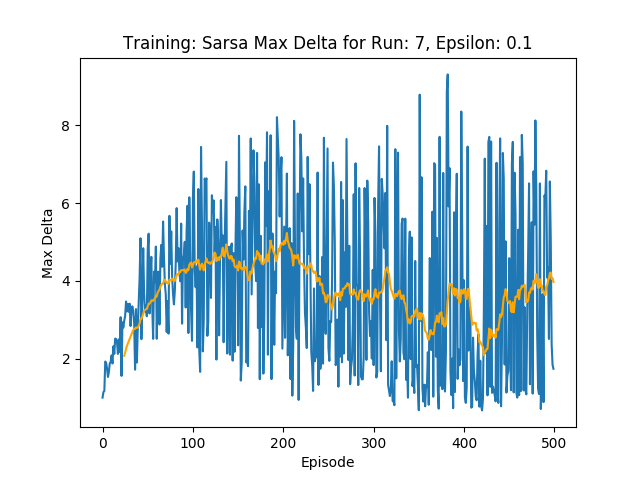 Training: Sarsa Max Delta for Run: 7, Epsilon: 0.1
8
6
4
2
Max Delta
0 100 200 300 400 500
Episode